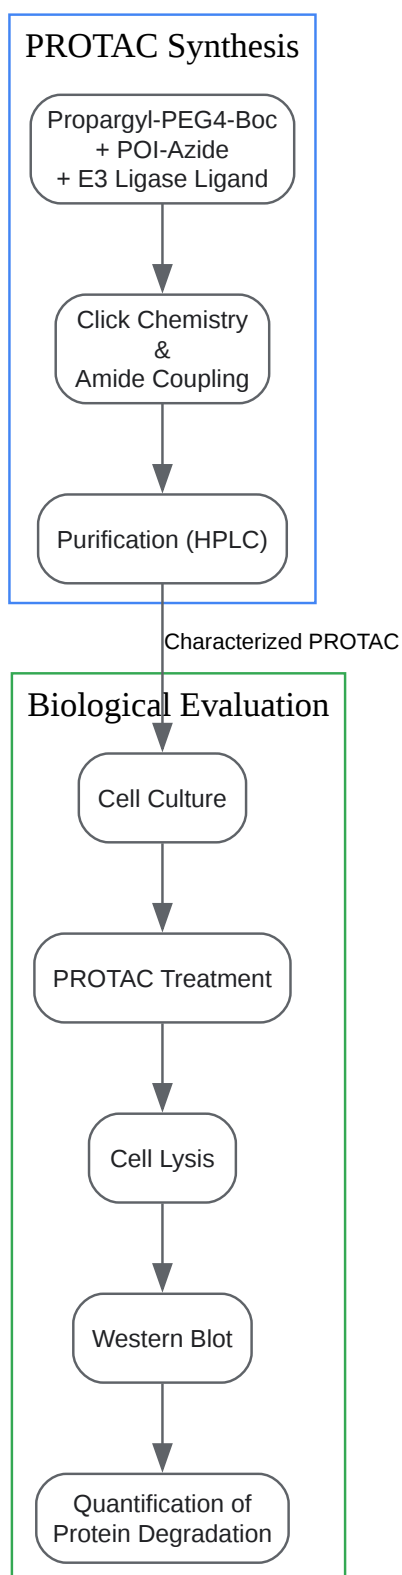 PROTAC Synthesis
Propargyl-PEG4-Boc
+ POI-Azide
+ E3 Ligase Ligand
Click Chemistry
&
Amide Coupling
Purification (HPLC)
Characterized PROTAC
Biological Evaluation
Cell Culture
PROTAC Treatment
Cell Lysis
Western Blot
Quantification of
Protein Degradation